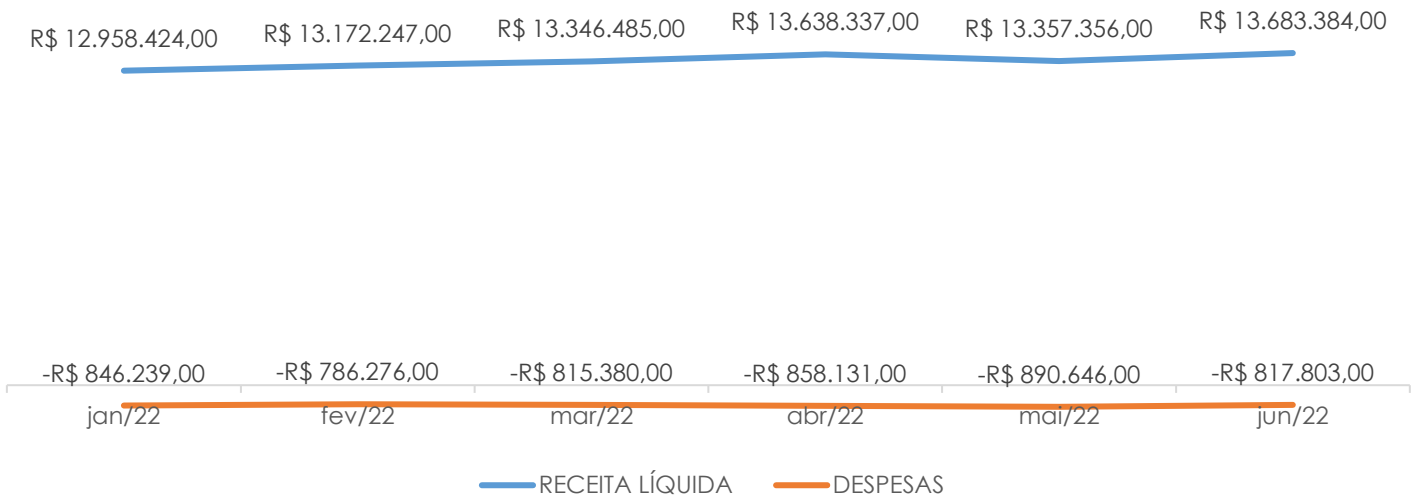 R$ 12.958.424,00
R$ 13.172.247,00
R$ 13.346.485,00
R$ 13.638.337,00
R$ 13.357.356,00
R$ 13.683.384,00
-R$ 846.239,00
-R$ 786.276,00
-R$ 815.380,00
-R$ 858.131,00
-R$ 890.646,00
-R$ 817.803,00
jan/22
fev/22
mar/22
abr/22
mai/22
jun/22
RECEITA LÍQUIDA
DESPESAS